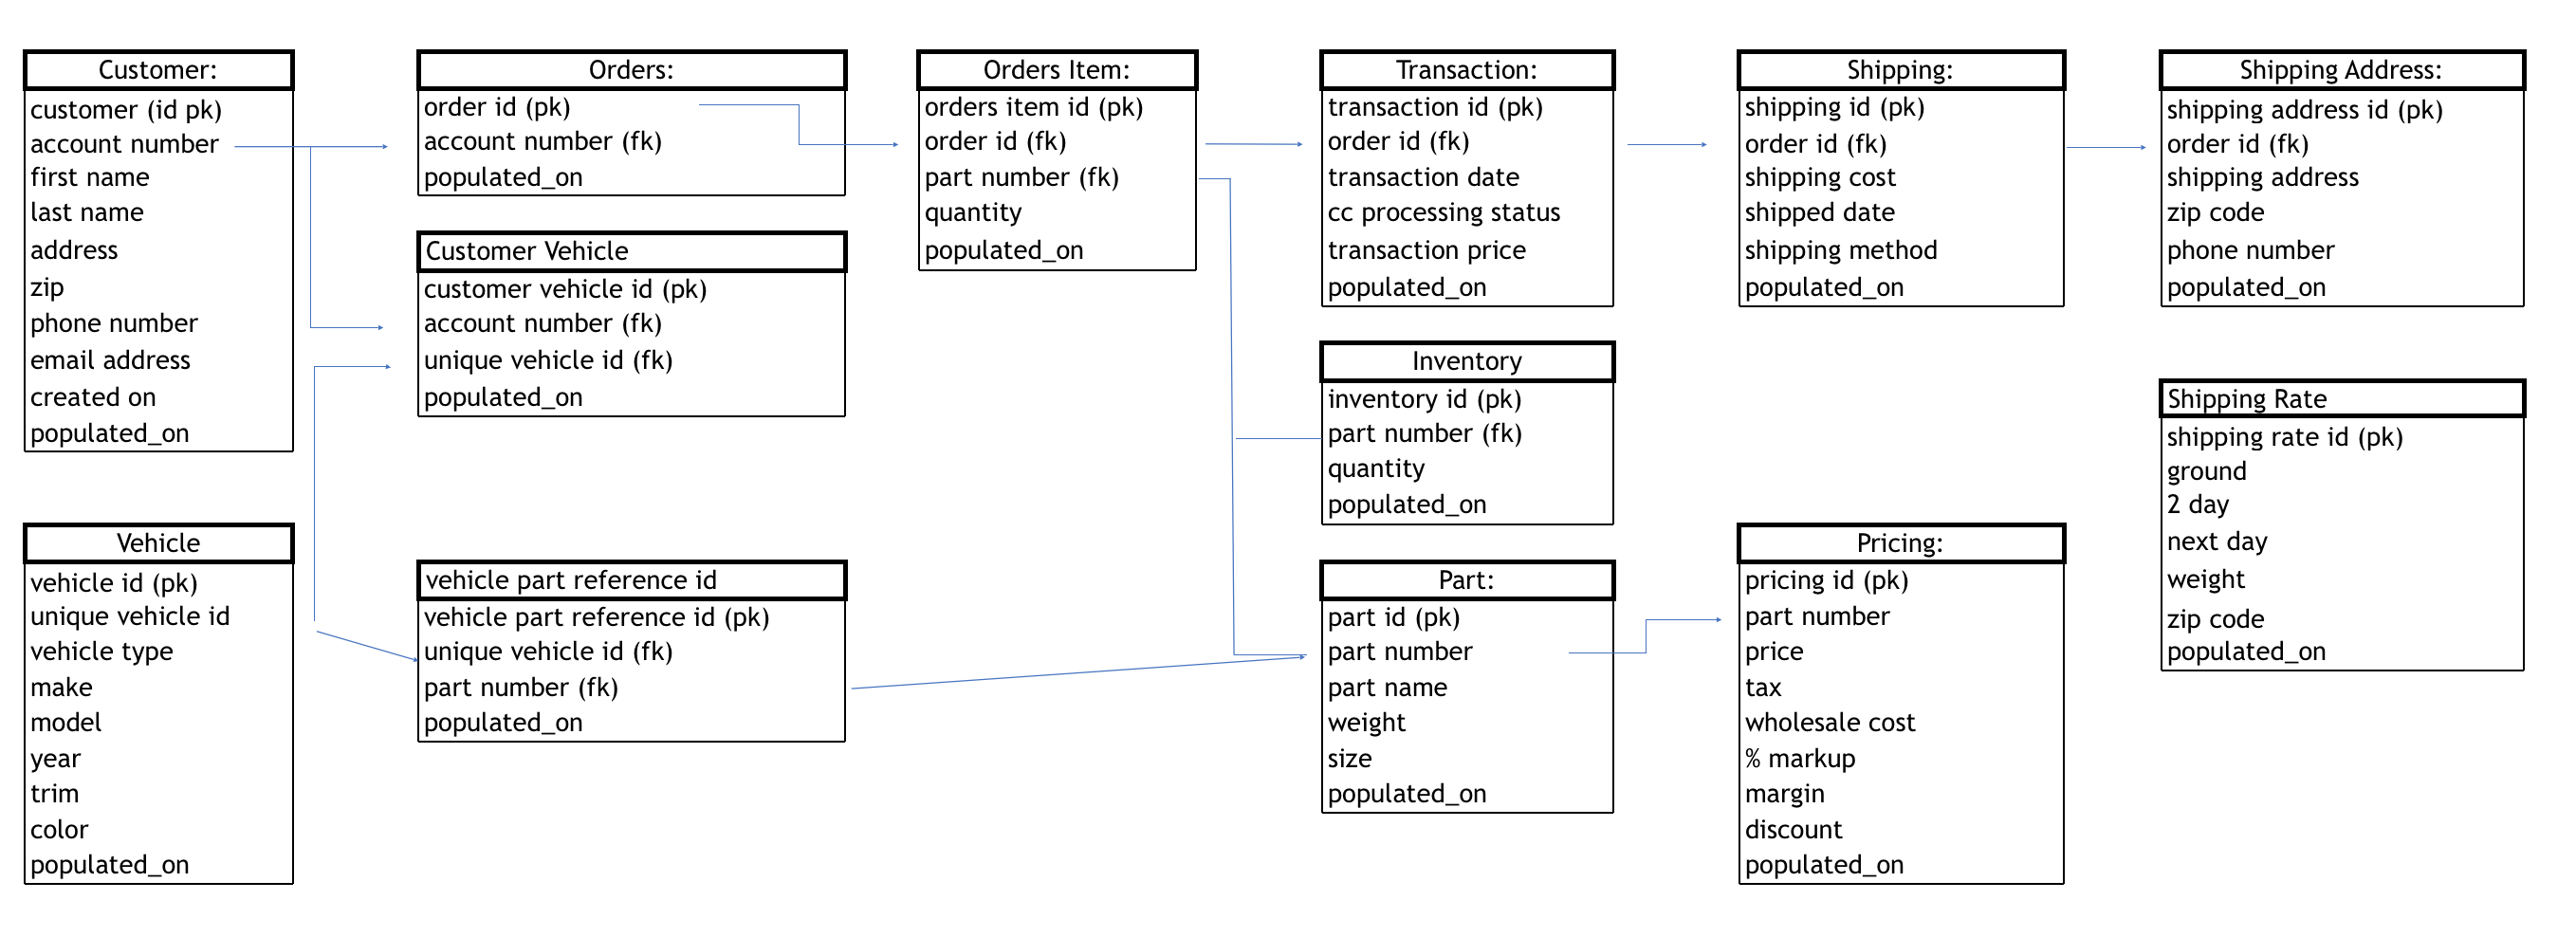 Customer:
customer (id pk)
account number
first name
last name
address
zip
phone number
email address
created on
populated_on
Orders:
order id (pk)
account number (fk)
populated_on
Customer Vehicle
customer vehicle id (pk)
account number (fk)
unique vehicle id (fk)
populated_on
Orders Item:
orders item id (pk)
order id (fk)
part number (fk)
quantity
populated_on
Transaction:
transaction id (pk)
order id (fk)
transaction date
cc processing status
transaction price
populated_on
Shipping:
shipping id (pk)
order id (fk)
shipping cost
shipped date
shipping method
populated_on
Shipping Address:
shipping address id (pk)
order id (fk)
shipping address
zip code
phone number
populated_on
Inventory
inventory id (pk)
part number (fk)
quantity
populated_on
Shipping Rate
shipping rate id (pk)
ground
2 day
next day
weight
zip code
populated_on
Vehicle
vehicle id (pk)
unique vehicle id
vehicle type
make
model
year
trim
color
populated_on
vehicle part reference id
vehicle part reference id (pk)
unique vehicle id (fk)
part number (fk)
populated_on
Part:
part id (pk)
part number
part name
weight
size
populated_on
Pricing:
pricing id (pk)
part number
price
tax
wholesale cost
% markup
margin
discount
populated_on